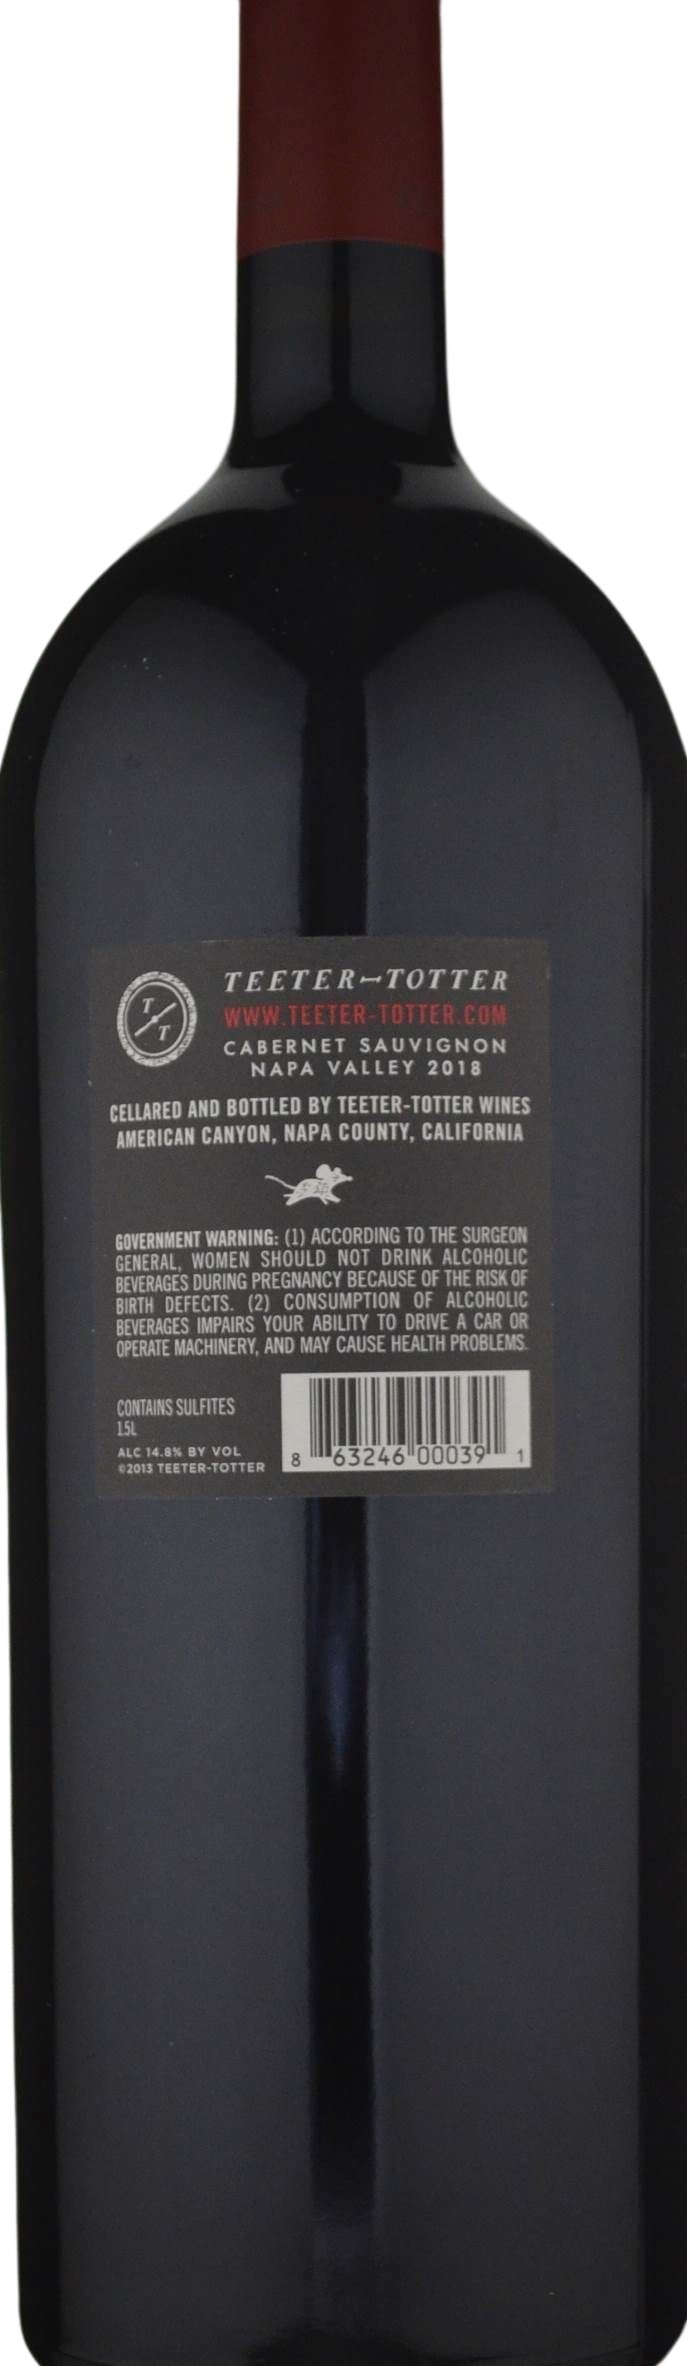 T T
TEETER-TOTTER
WWW.TEETER-TOTTER.COM
CABERNET SAUVIGNON
NAPA VALLEY 2018
CELLARED AND BOTTLED BY TEETER-TOTTER WINES
AMERICAN CANYON, NAPA COUNTY, CALIFORNIA
GOVERNMENT WARNING: (1) ACCORDING TO THE SURGEON
GENERAL, WOMEN SHOULD NOT DRINK ALCOHOLIC
BEVERAGES DURING PREGNANCY BECAUSE OF THE RISK OF
BIRTH DEFECTS. (2) CONSUMPTION OF ALCOHOLIC
BEVERAGES IMPAIRS YOUR ABILITY TO DRIVE A CAR OR
OPERATE MACHINERY, AND MAY CAUSE HEALTH PROBLEMS.
CONTAINS SULFITES
1.5L
ALC 14.8% BY VOL
©2013 TEETER-TOTTER
8 63246 00039 1